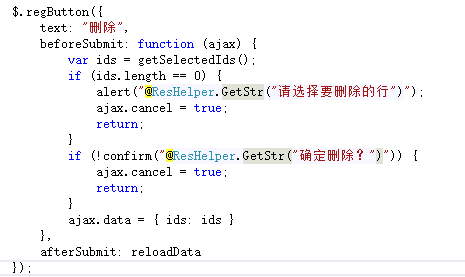 $.regButton({
    text: "删除",
    beforeSubmit: function (ajax) {
        var ids = getSelectedIds();
        if (ids.length == 0) {
            alert("@ResHelper.GetStr("请选择要删除的行")");
            ajax.cancel = true;
            return;
        }
        if (!confirm("@ResHelper.GetStr("确定删除？")")) {
            ajax.cancel = true;
            return;
        }
        ajax.data = { ids: ids }
    },
    afterSubmit: reloadData
});